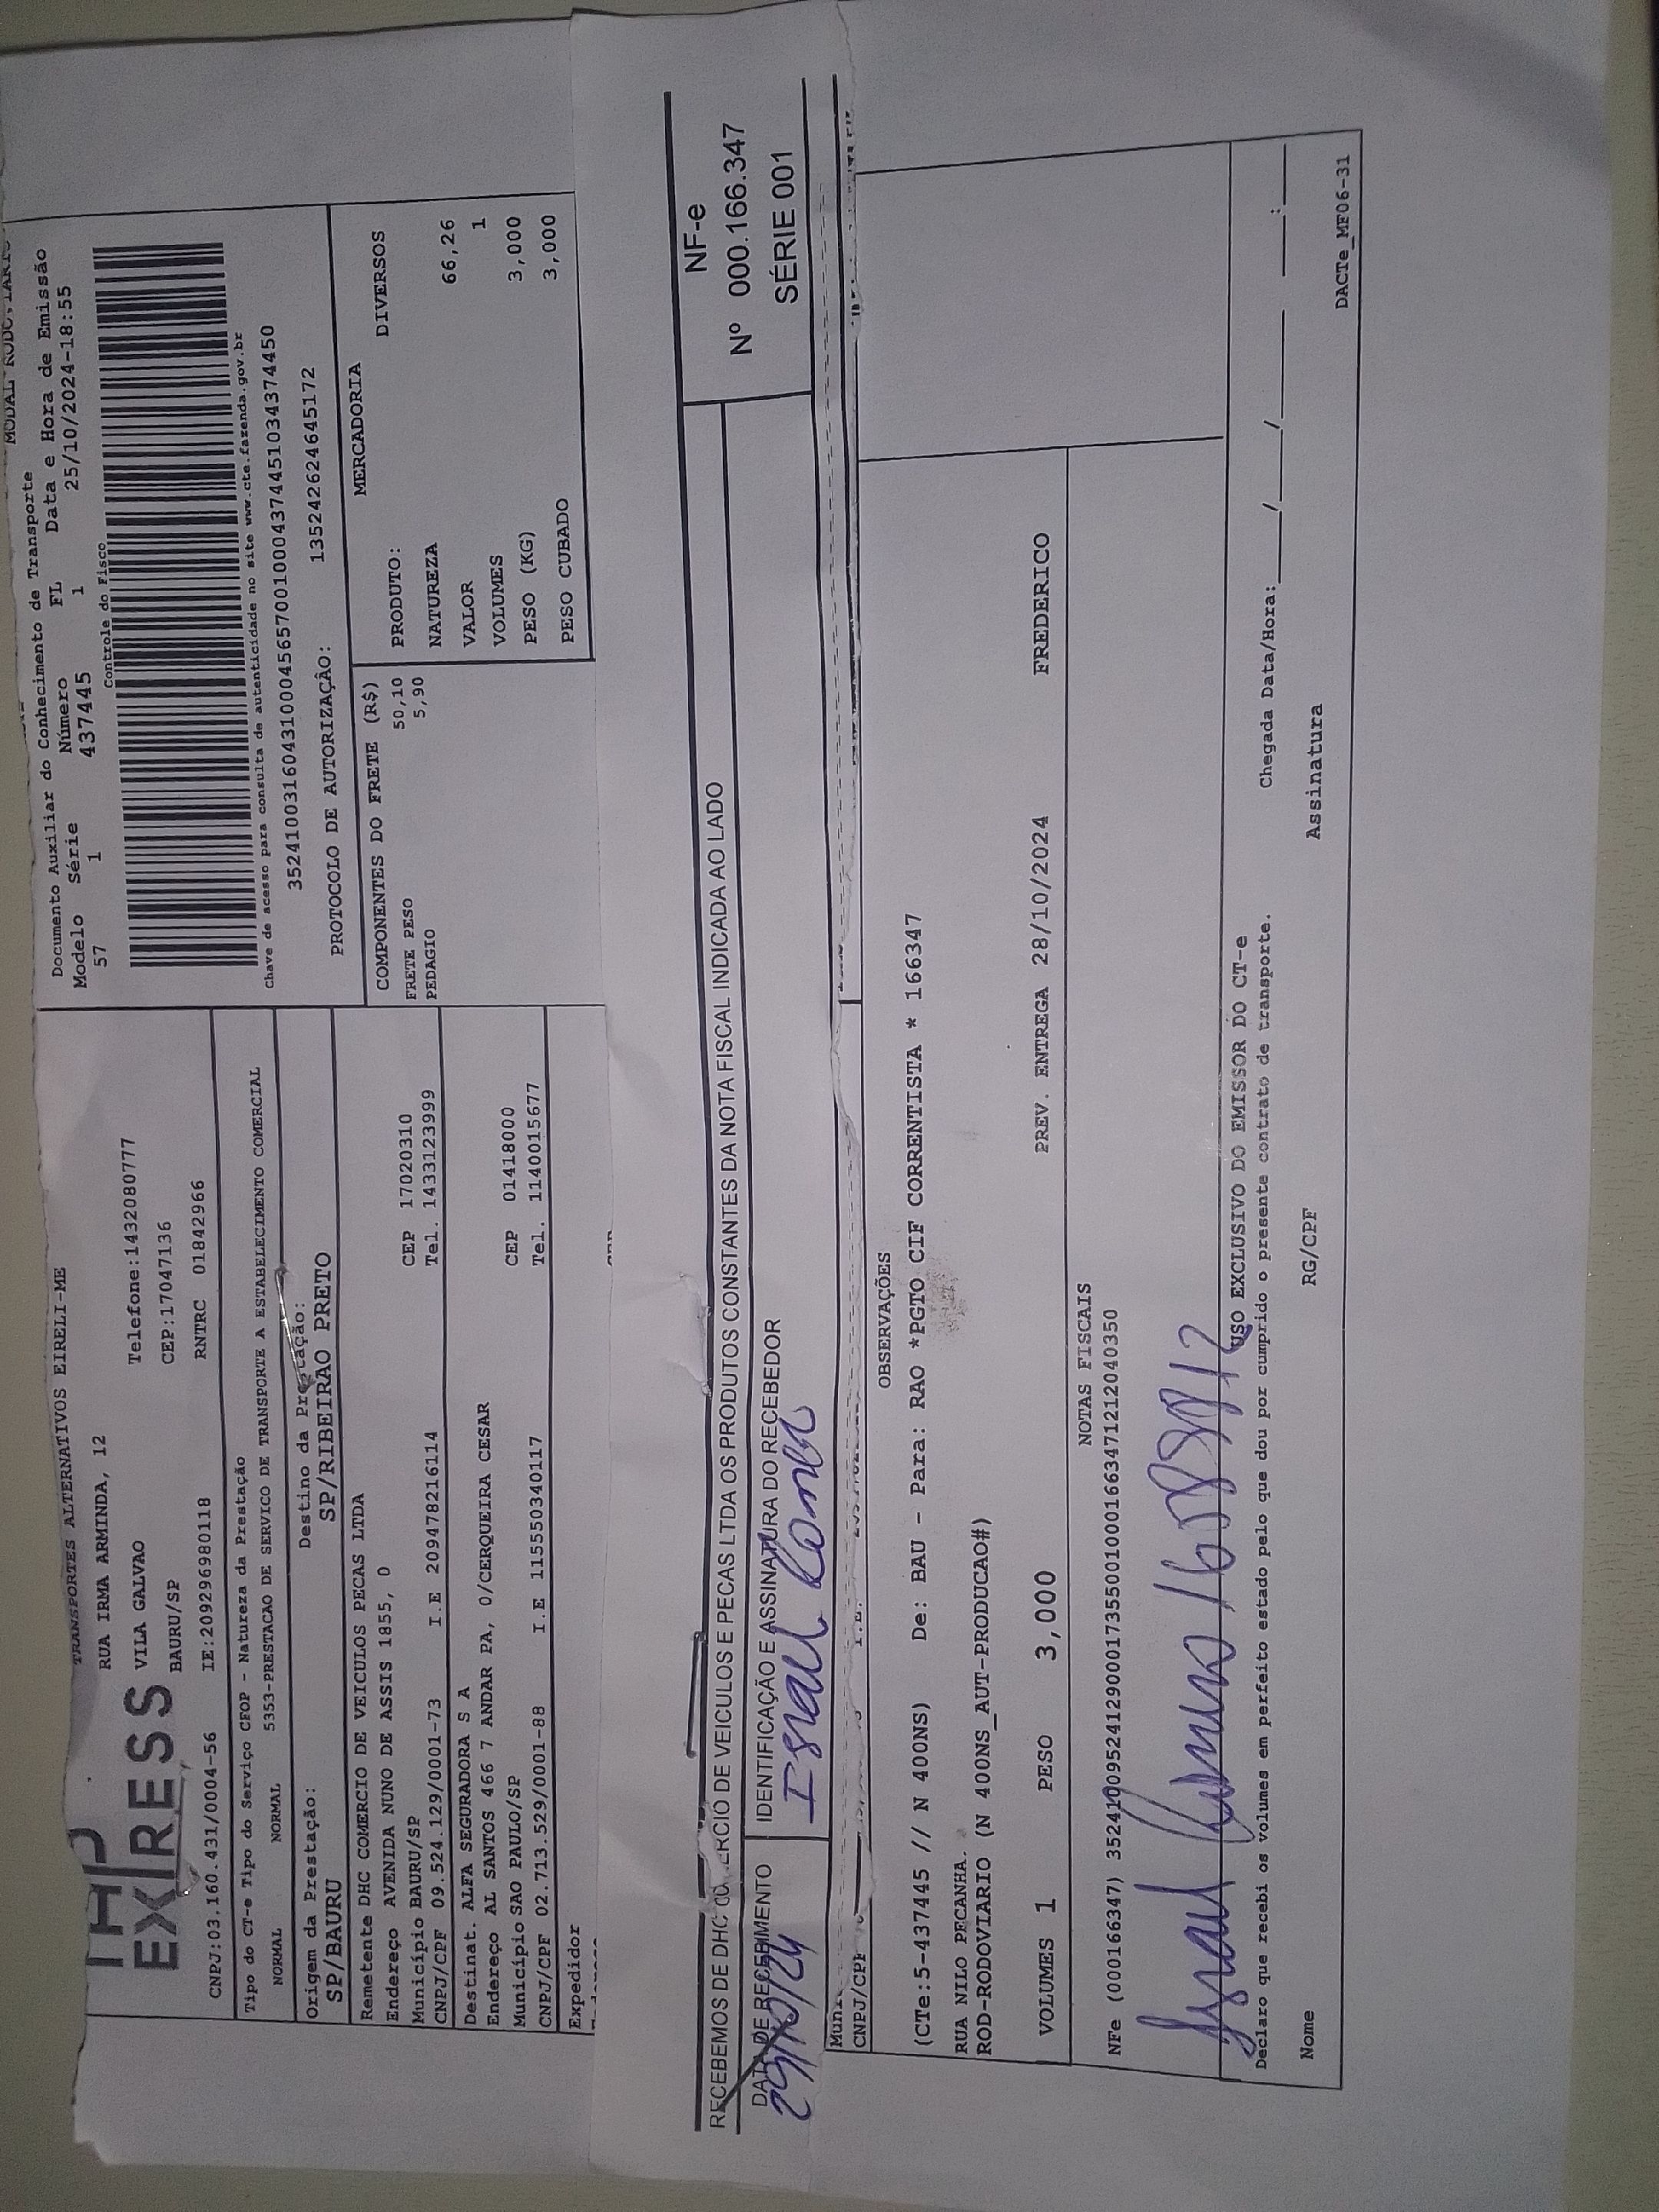 THP
EXPRESS
TRANSPORTES ALTERNATIVOS EIRELI-ME
RUA IRMA ARMINDA, 12
VILA GALVAO Telefone:1432080777
BAURU/SP CEP:17047136
CNPJ:03.160.431/0004-56 IE:209296980118 RNTRC 01842966
Documento Auxiliar do Conhecimento de Transporte
Modelo Série Número FL Data e Hora de Emissão
57 1 437445 1 25/10/2024-18:55
Controle do Fisco
Chave de acesso para consulta de autenticidade no site www.cte.fazenda.gov.br
35241003160431000456570010004374451034374450
PROTOCOLO DE AUTORIZAÇÃO: 135242624645172
Tipo do CT-e Tipo do Serviço CFOP - Natureza da Prestação
NORMAL NORMAL 5353-PRESTACAO DE SERVICO DE TRANSPORTE A ESTABELECIMENTO COMERCIAL
Origem da Prestação: Destino da Prestação:
SP/BAURU SP/RIBEIRAO PRETO
Remetente DHC COMERCIO DE VEICULOS PECAS LTDA
Endereço AVENIDA NUNO DE ASSIS 1855, 0 CEP 17020310
Município BAURU/SP Tel. 1433123999
CNPJ/CPF 09.524.129/0001-73 I.E 209478216114
Destinat. ALFA SEGURADORA S A
Endereço AL SANTOS 466 7 ANDAR PA, 0/CERQUEIRA CESAR CEP 01418000
Município SAO PAULO/SP Tel. 1140015677
CNPJ/CPF 02.713.529/0001-88 I.E 115550340117
Expedidor
COMPONENTES DO FRETE (R$)
FRETE PESO 50,10
PEDAGIO 5,90
MERCADORIA
PRODUTO: DIVERSOS
NATUREZA
VALOR 66,26
VOLUMES 1
PESO (KG) 3,000
PESO CUBADO 3,000
RECEBEMOS DE DHC COMERCIO DE VEICULOS E PECAS LTDA OS PRODUTOS CONSTANTES DA NOTA FISCAL INDICADA AO LADO
DATA DE RECEBIMENTO IDENTIFICAÇÃO E ASSINATURA DO RECEBEDOR
29/10/24 Israel
NF-e
Nº 000.166.347
SÉRIE 001
CNPJ/CPF
OBSERVAÇÕES
(CTe:5-437445 // N 400NS) De: BAU - Para: RAO *PGTO CIF CORRENTISTA * 166347
RUA NILO PECANHA.
ROD-RODOVIARIO (N 400NS_AUT-PRODUCAO#)
VOLUMES 1 PESO 3,000 PREV. ENTREGA 28/10/2024 FREDERICO
NOTAS FISCAIS
NFe (000166347) 35241009524129000173550010001663471212040350
USO EXCLUSIVO DO EMISSOR DO CT-e
Declaro que recebi os volumes em perfeito estado pelo que dou por cumprido o presente contrato de transporte. Chegada Data/Hora: ___/___/______ ___:___
Nome RG/CPF Assinatura
DACTe_MF06-31